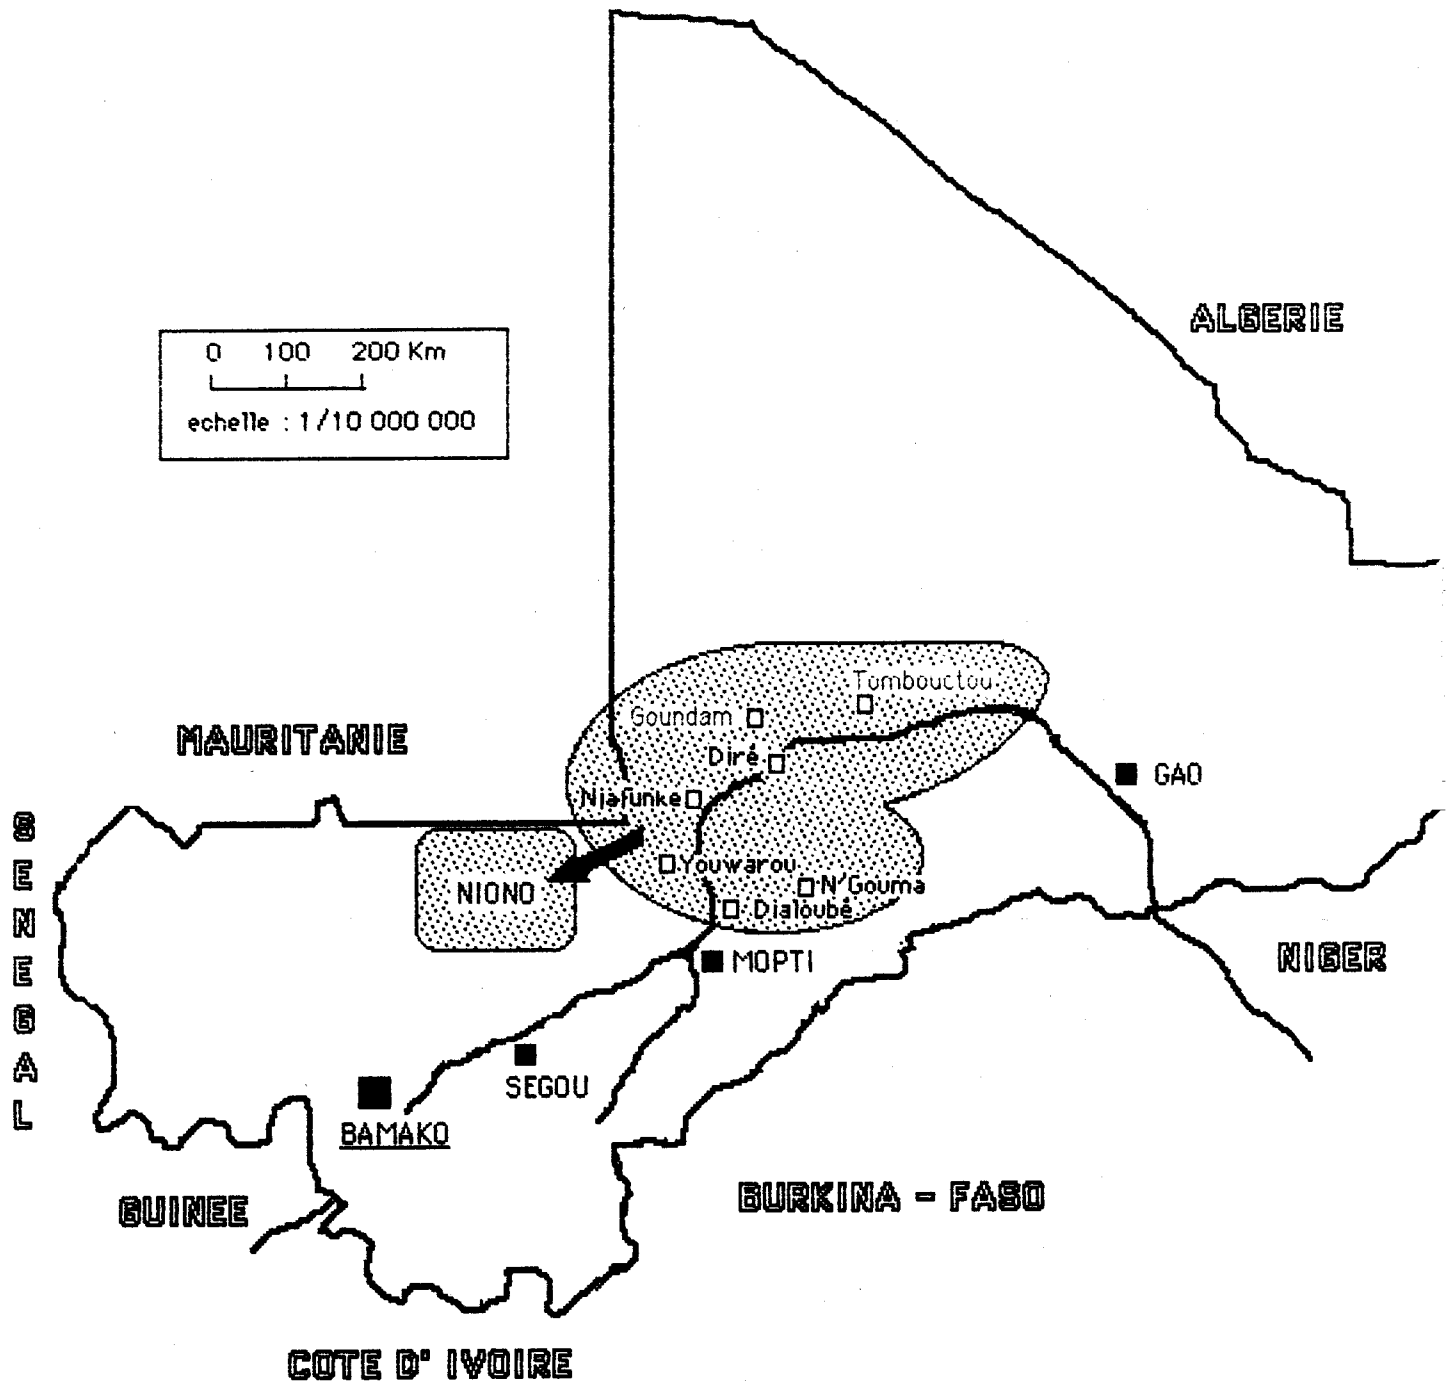 ALGERIE
0 100 200 Km
echelle : 1/10 000 000
Tombouctou
Goundam
MAURITANIE
Diré
GAO
Niafunke
SENEGAL
Youwarou
N'Gouma
NIONO
Dialoubé
MOPTI
NIGER
SEGOU
BAMAKO
GUINEE
BURKINA - FASO
COTE D' IVOIRE